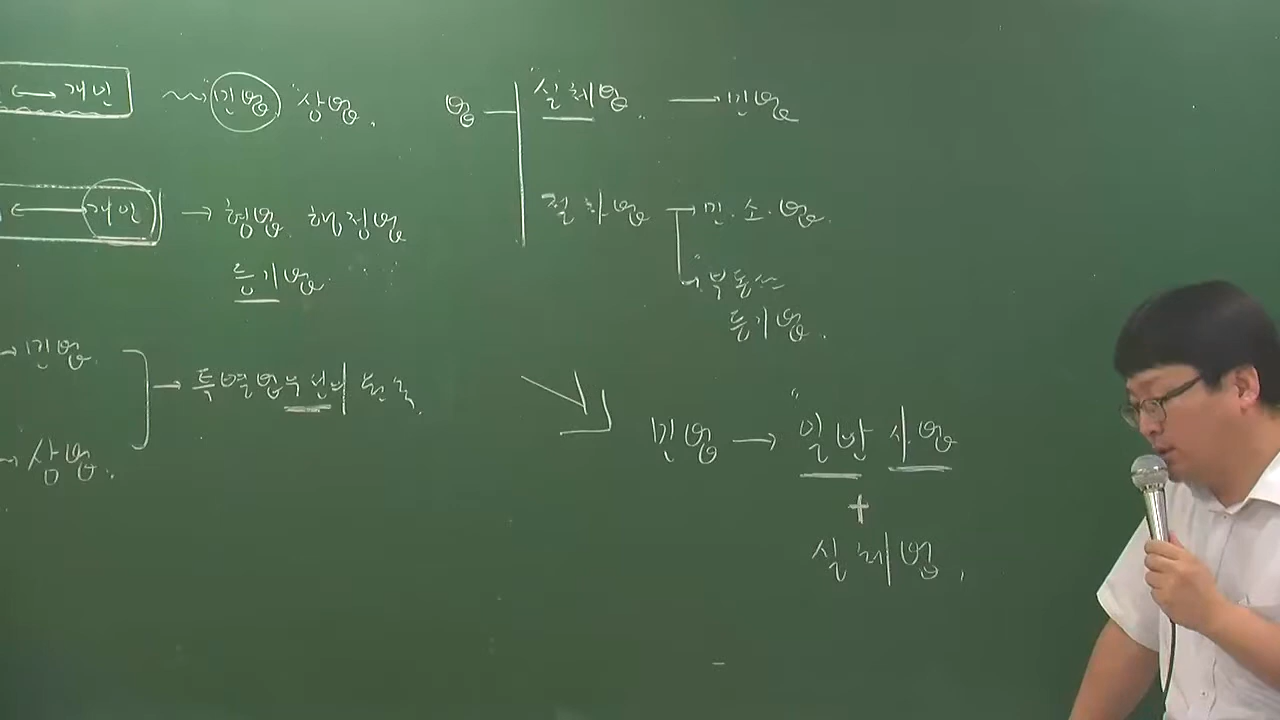 개인 민법 상법.
개인 형법. 행정법
등기법
민법.
상법.
특별법 우선의 원칙.
법 실체법. 민법
절차법 민.소.법.
부동산
등기법.
민법 일반 사법
+
실체법.